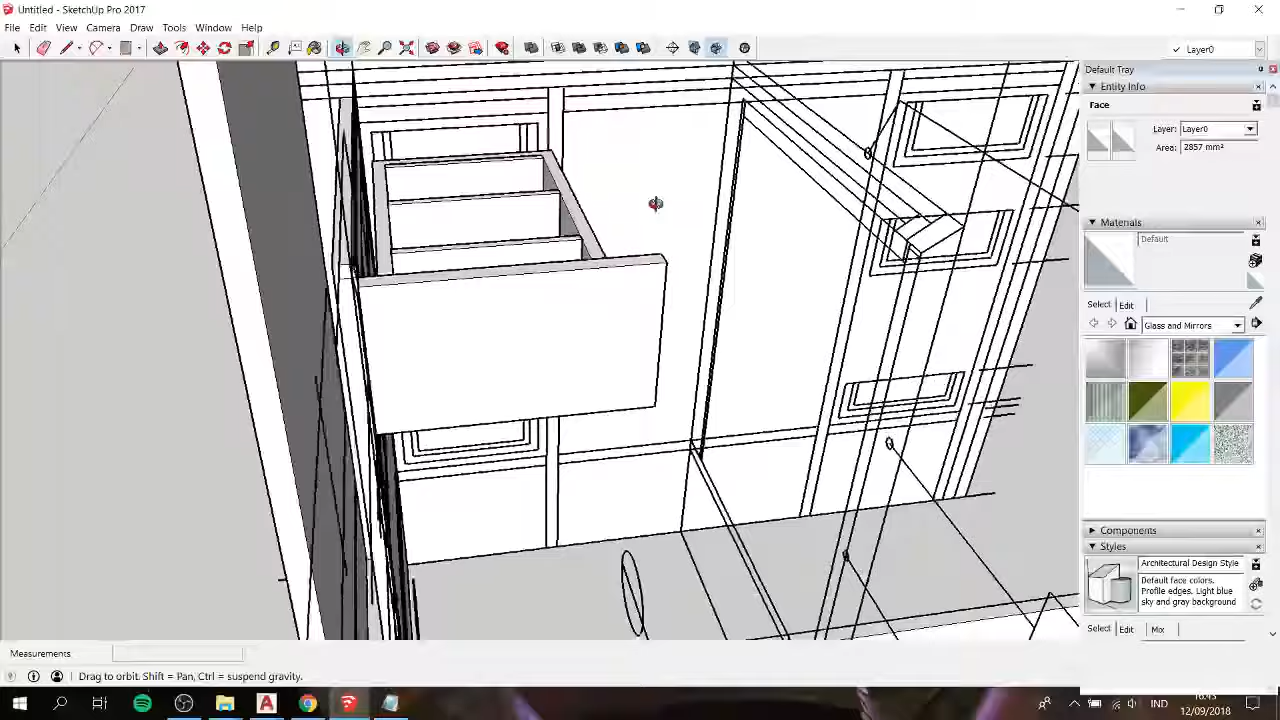 Untitled - SketchUp Pro 2017
File Edit View Camera Draw Tools Window Help
Layer0
Default Tray
Entity Info
Face
Layer: Layer0
Area: 2857 mm²
Materials
Default
Select Edit
Glass and Mirrors
Components
Styles
Architectural Design Style
Default face colors.
Profile edges. Light blue
sky and gray background
Select Edit Mix
Measurements
Drag to orbit. Shift = Pan, Ctrl = suspend gravity.
IND
16.43
12/09/2018